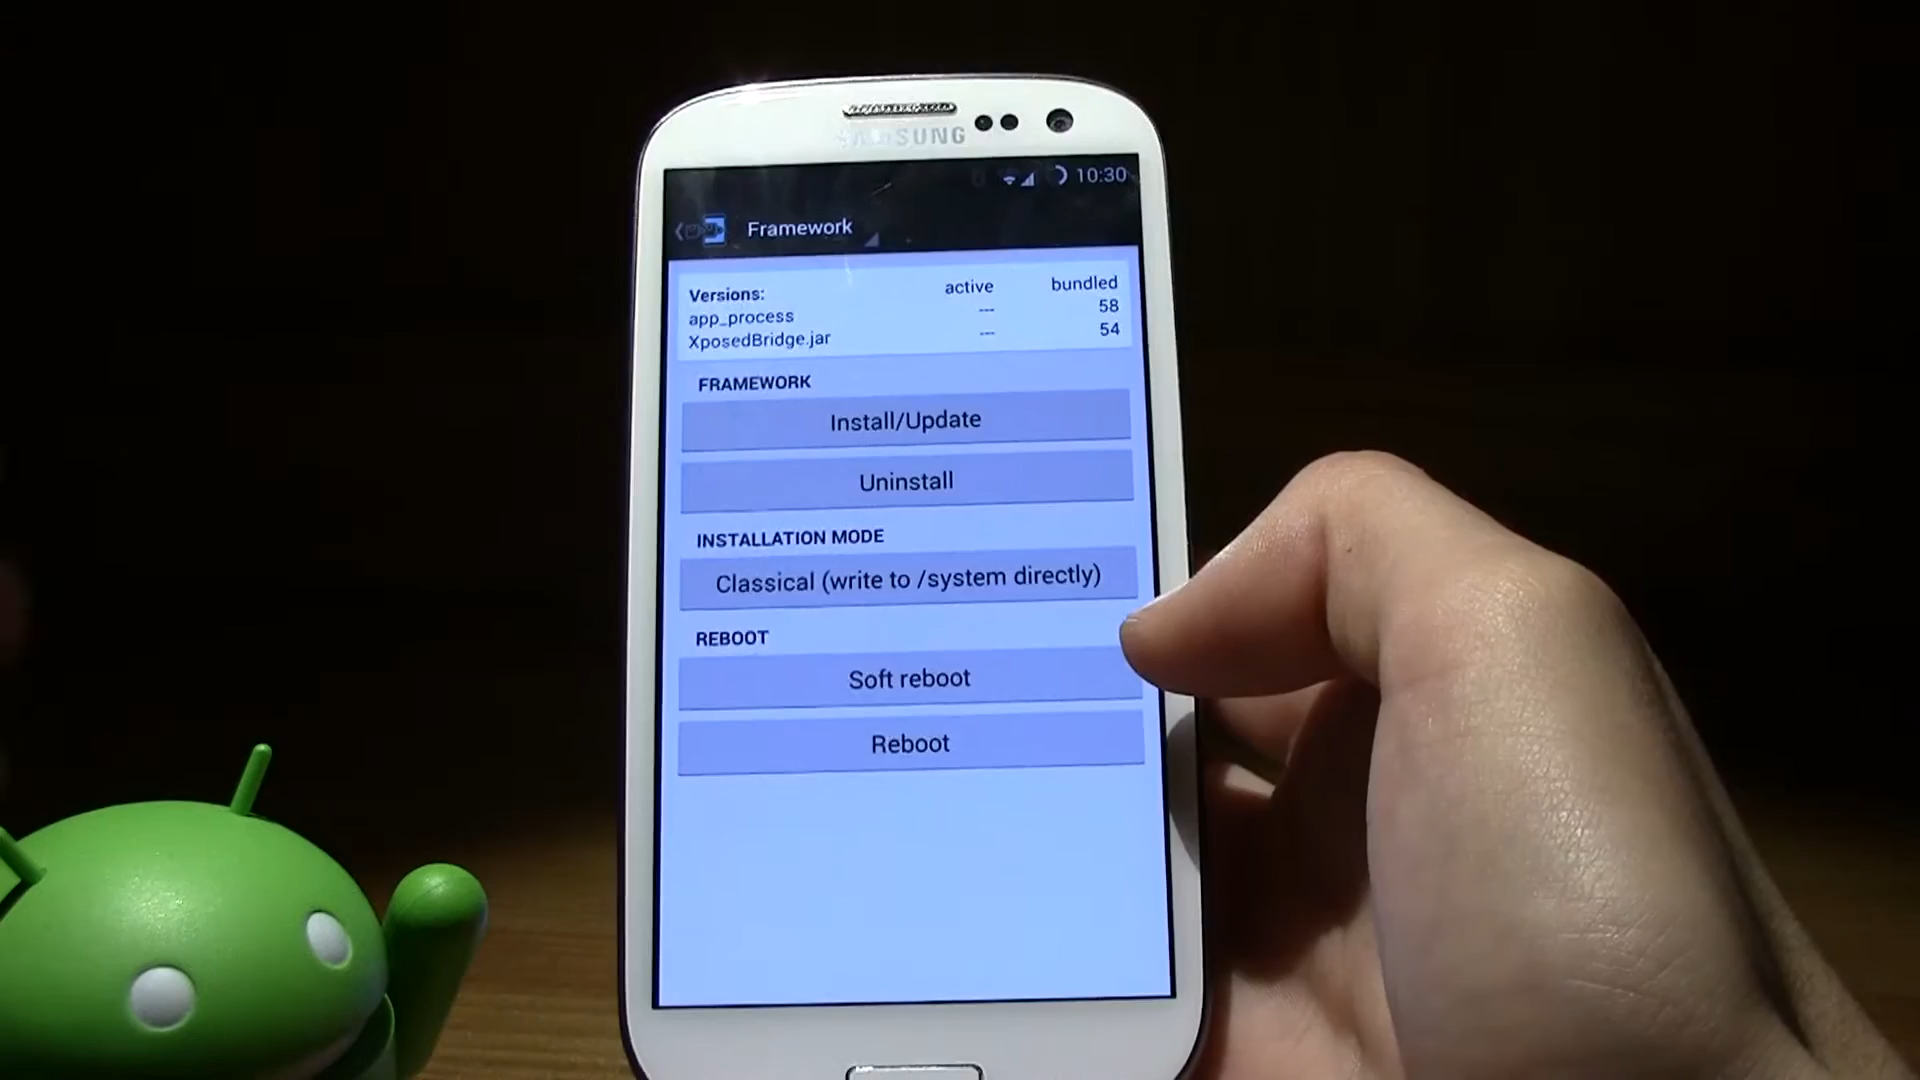 SAMSUNG
10:30
Framework
Versions: active bundled
app_process --- 58
XposedBridge.jar --- 54
FRAMEWORK
Install/Update
Uninstall
INSTALLATION MODE
Classical (write to /system directly)
REBOOT
Soft reboot
Reboot